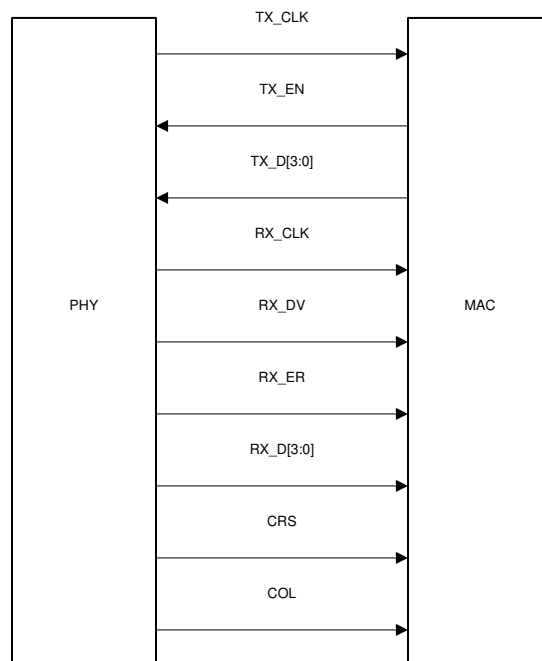 TX_CLK
TX_EN
TX_D[3:0]
RX_CLK
PHY
RX_DV
MAC
RX_ER
RX_D[3:0]
CRS
COL